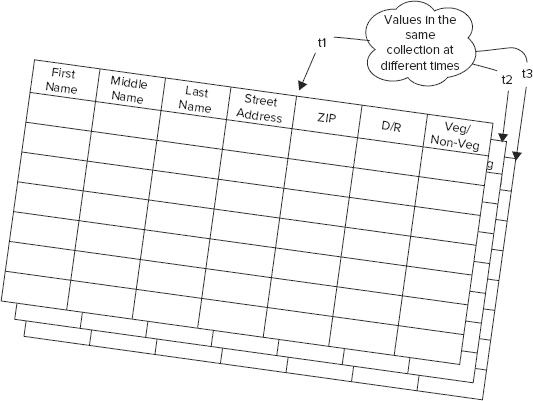 Values in the
same
collection at
different times
t1
t2
t3
First
Name
Middle
Name
Last
Name
Street
Address
ZIP
D/R
Veg/
Non-Veg
g